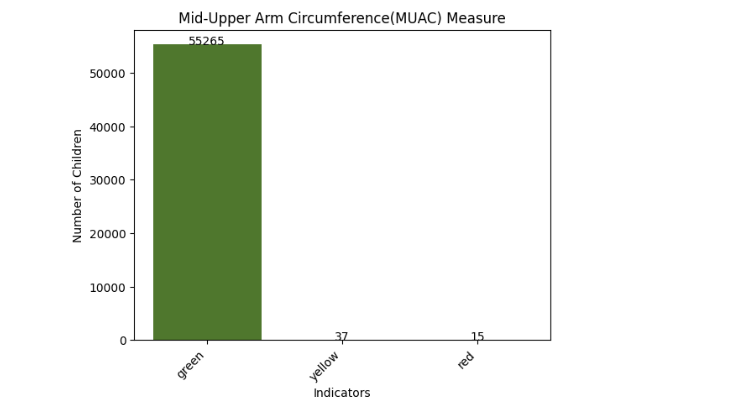 Mid-Upper Arm Circumference(MUAC) Measure
55265
50000
40000
30000
20000
10000
0
Number of Children
37
15
green
yellow
red
Indicators